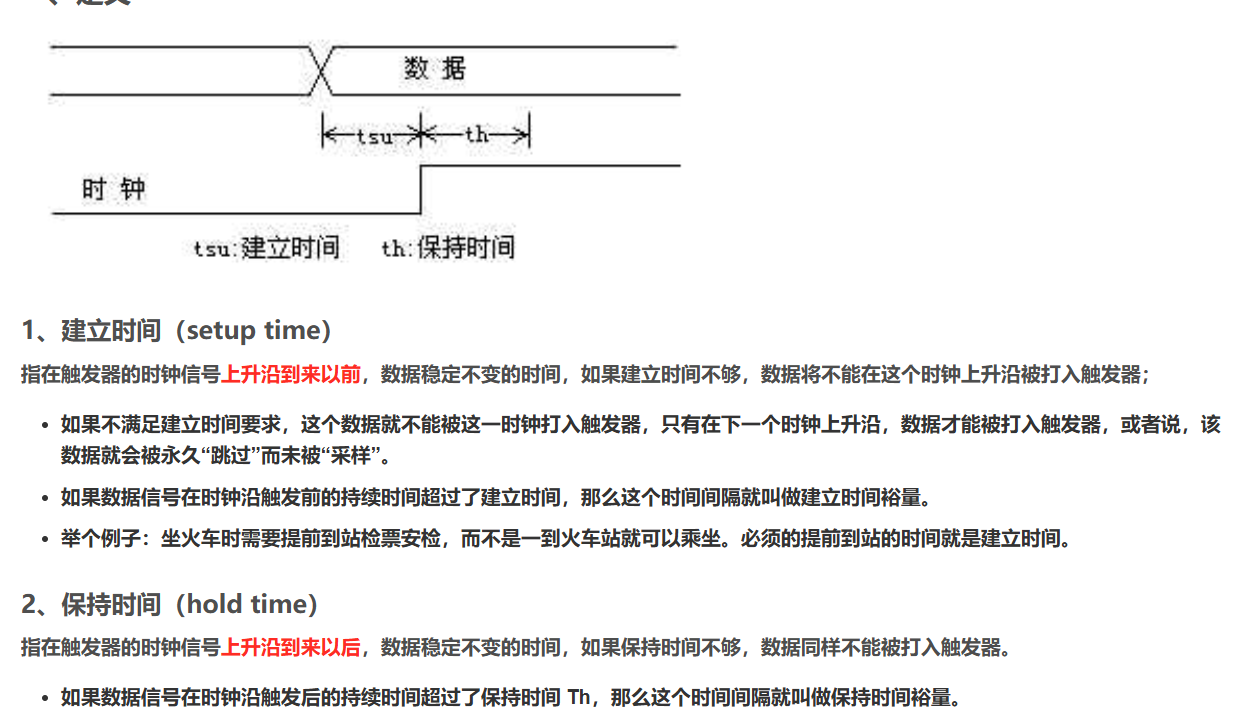 数 据
tsu
th
时 钟
tsu:建立时间
th:保持时间
1、建立时间（setup time）
指在触发器的时钟信号上升沿到来以前，数据稳定不变的时间，如果建立时间不够，数据将不能在这个时钟上升沿被打入触发器；
如果不满足建立时间要求，这个数据就不能被这一时钟打入触发器，只有在下一个时钟上升沿，数据才能被打入触发器，或者说，该
数据就会被永久“跳过”而未被“采样”。
如果数据信号在时钟沿触发前的持续时间超过了建立时间，那么这个时间间隔就叫做建立时间裕量。
举个例子：坐火车时需要提前到站检票安检，而不是一到火车站就可以乘坐。必须的提前到站的时间就是建立时间。
2、保持时间（hold time）
指在触发器的时钟信号上升沿到来以后，数据稳定不变的时间，如果保持时间不够，数据同样不能被打入触发器。
如果数据信号在时钟沿触发后的持续时间超过了保持时间 Th，那么这个时间间隔就叫做保持时间裕量。